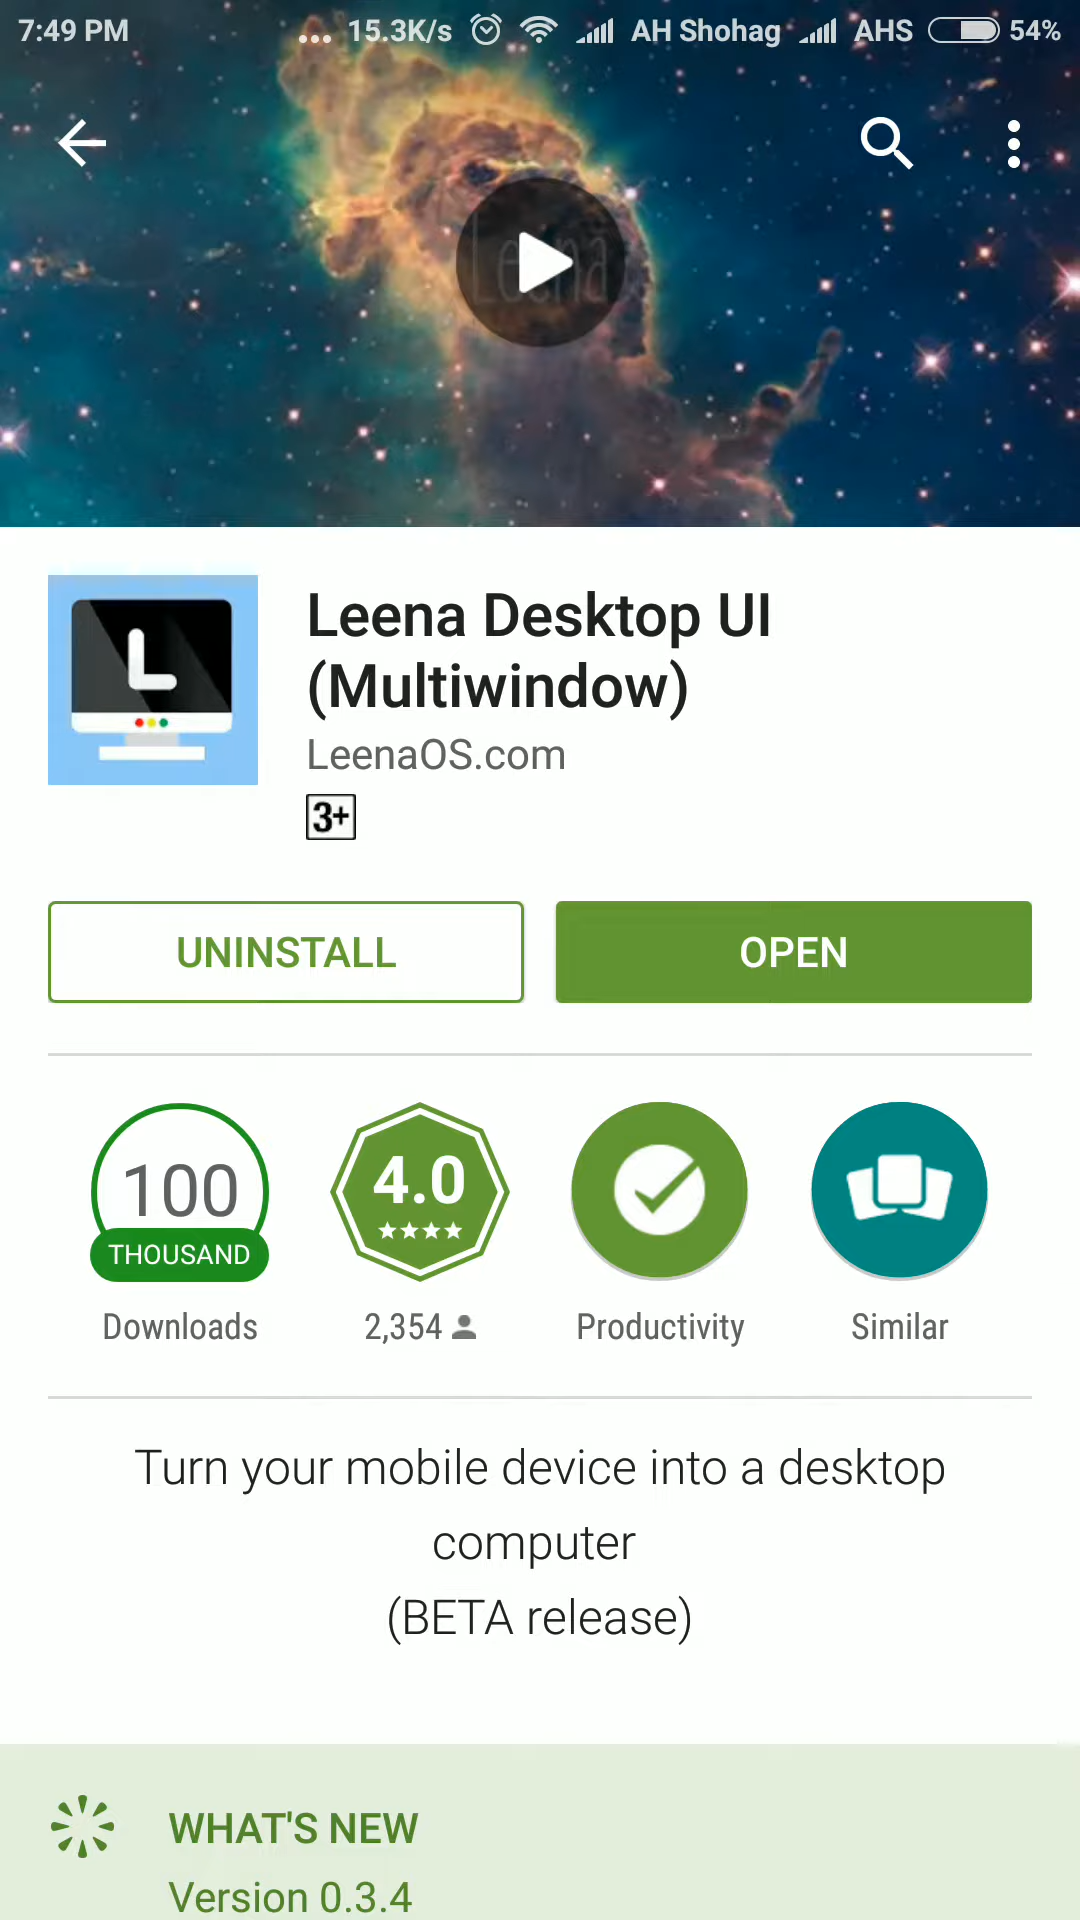 7:49 PM ... 15.3K/s AH Shohag AHS 54%
Leena
Leena Desktop UI
(Multiwindow)
LeenaOS.com
3+
UNINSTALL OPEN
100
THOUSAND
4.0
Downloads 2,354 Productivity Similar
Turn your mobile device into a desktop
computer
(BETA release)
WHAT'S NEW
Version 0.3.4